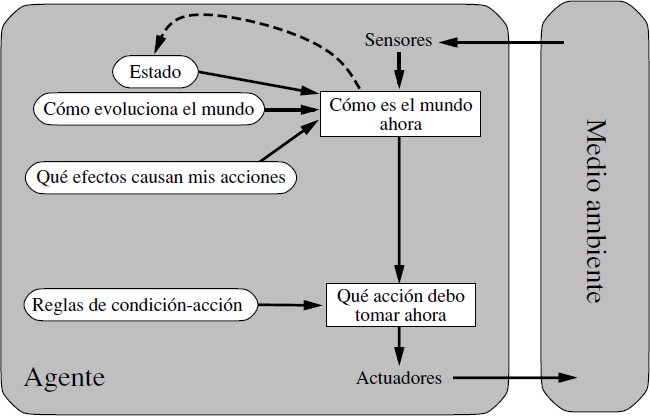 Sensores
Estado
Cómo evoluciona el mundo
Cómo es el mundo
ahora
Qué efectos causan mis acciones
Reglas de condición-acción
Qué acción debo
tomar ahora
Agente
Actuadores
Medio ambiente